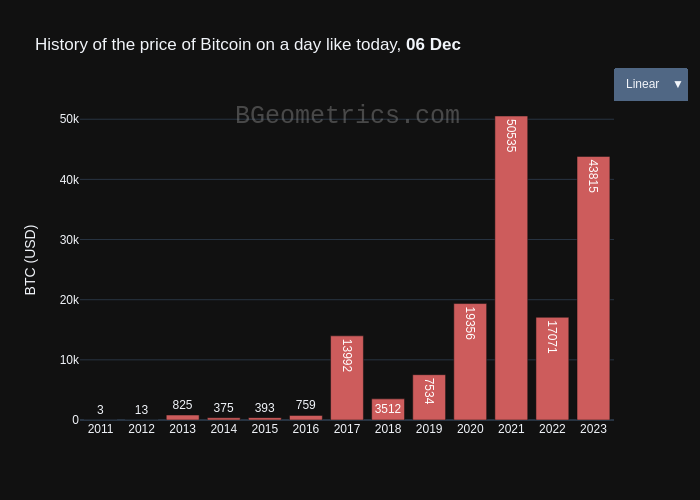 History of the price of Bitcoin on a day like today, 06 Dec
Linear ▼
BGeometrics.com
BTC (USD)
50k
40k
30k
20k
10k
0
3
13
825
375
393
759
13992
3512
7534
19356
50535
17071
43815
2011 2012 2013 2014 2015 2016 2017 2018 2019 2020 2021 2022 2023